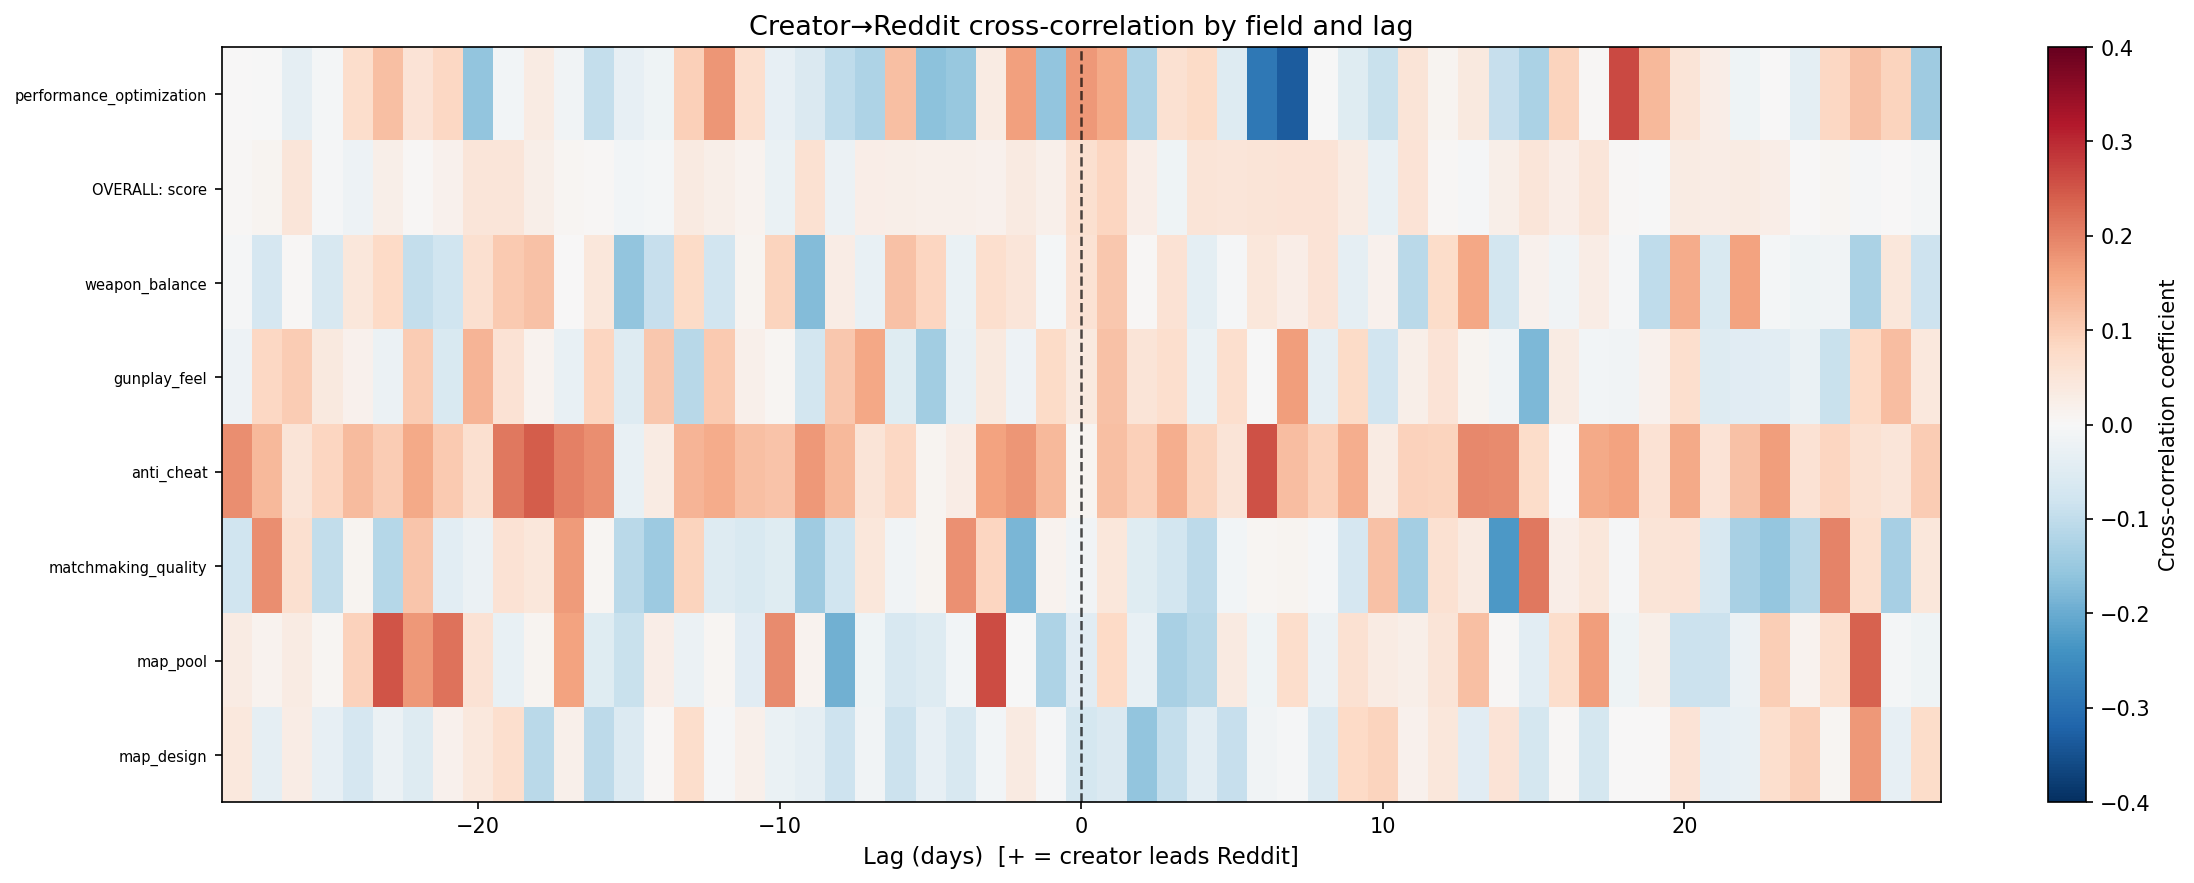 Creator→Reddit cross-correlation by field and lag
performance_optimization
OVERALL: score
weapon_balance
gunplay_feel
anti_cheat
matchmaking_quality
map_pool
map_design
−20
−10
0
10
20
Lag (days)  [+ = creator leads Reddit]
0.4
0.3
0.2
0.1
0.0
−0.1
−0.2
−0.3
−0.4
Cross-correlation coefficient